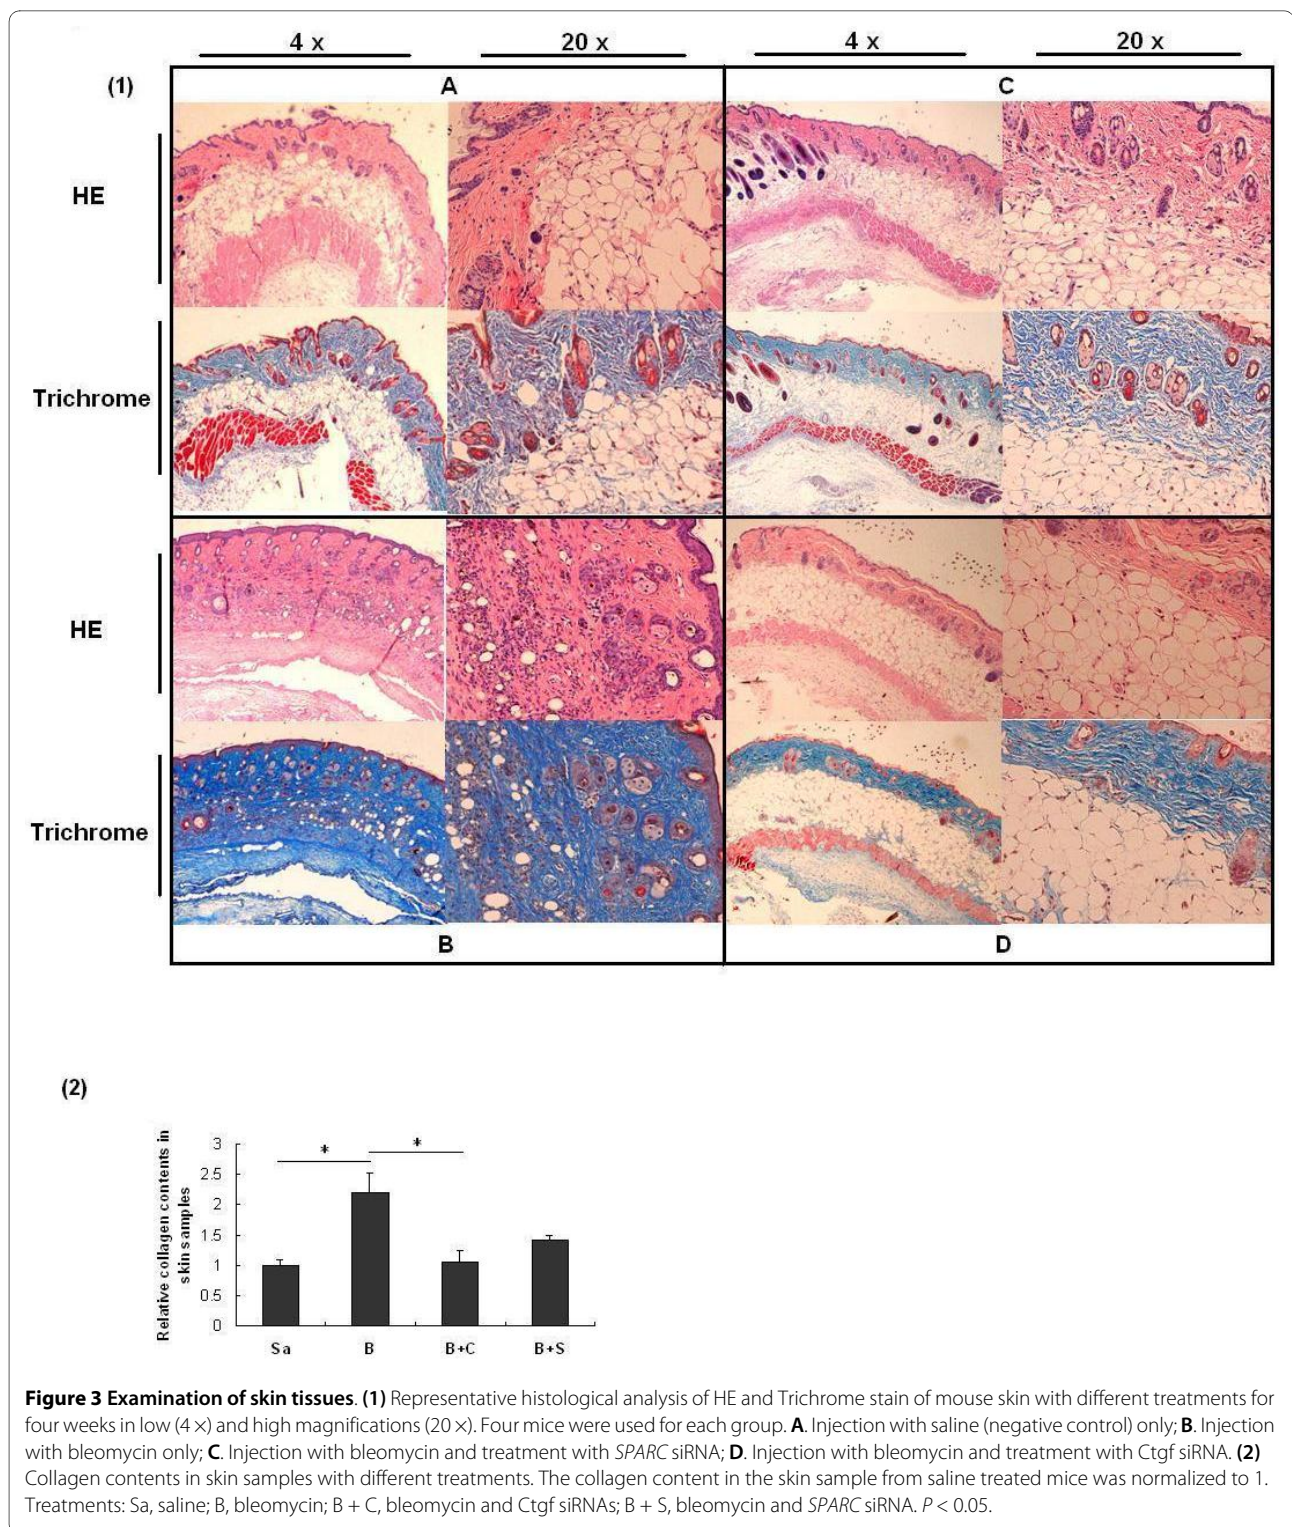 4 x 20 x 4 x 20 x
(1) A C
HE
Trichrome
HE
Trichrome
B D
(2)
Relative collagen contents in
skin samples
3
2.5
2
1.5
1
0.5
0
* *
Sa B B+C B+S
Figure 3 Examination of skin tissues. (1) Representative histological analysis of HE and Trichrome stain of mouse skin with different treatments for
four weeks in low (4 ×) and high magnifications (20 ×). Four mice were used for each group. A. Injection with saline (negative control) only; B. Injection
with bleomycin only; C. Injection with bleomycin and treatment with SPARC siRNA; D. Injection with bleomycin and treatment with Ctgf siRNA. (2)
Collagen contents in skin samples with different treatments. The collagen content in the skin sample from saline treated mice was normalized to 1.
Treatments: Sa, saline; B, bleomycin; B + C, bleomycin and Ctgf siRNAs; B + S, bleomycin and SPARC siRNA. P < 0.05.